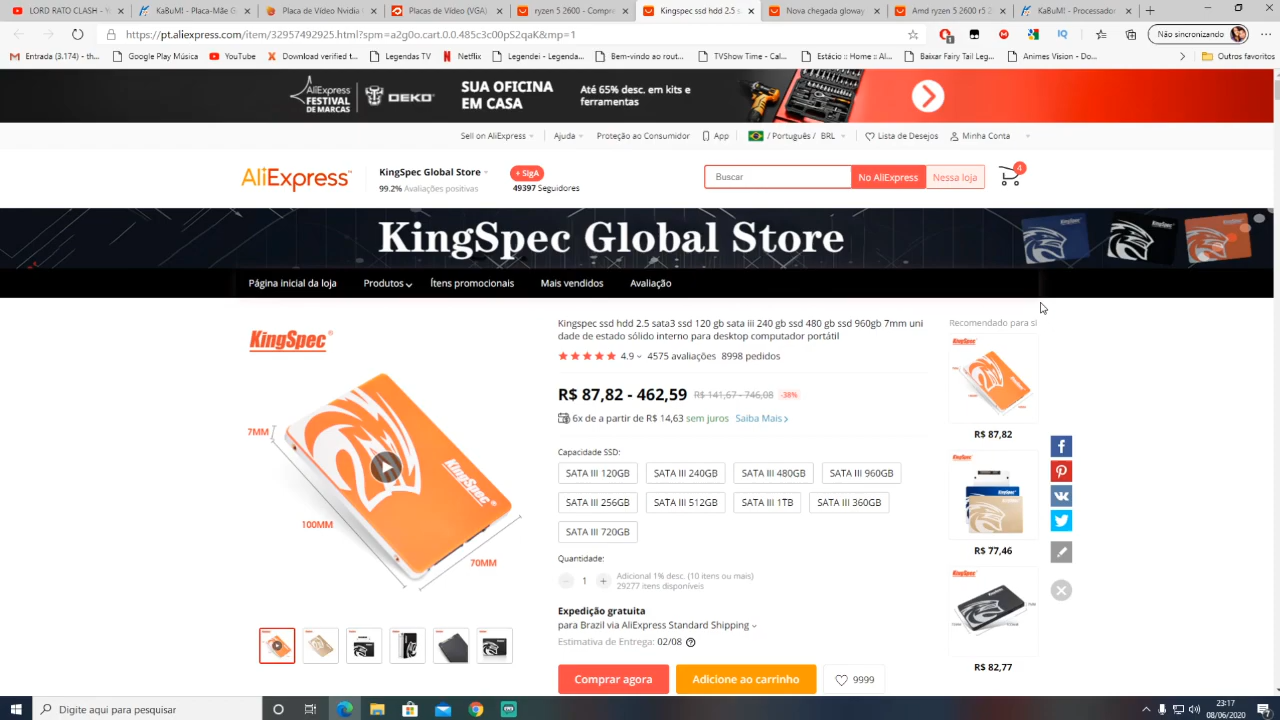 LORD RATO CLASH - Yo
KaBuM! - Placa-Mãe G
Placa de Vídeo Nvidia
Placas de Vídeo (VGA)
ryzen 5 2600 - Compre
Kingspec ssd hdd 2.5 s
Nova chegada gloway
Amd ryzen 5 2600 r5 2
KaBuM! - Processador
https://pt.aliexpress.com/item/32957492925.html?spm=a2g0o.cart.0.0.485c3c00pS2qaK&mp=1
Não sincronizando
Entrada (3.174) - th...
Google Play Música
YouTube
Download verified t...
Legendas TV
Netflix
Legendei - Legenda...
Bem-vindo ao rout...
TVShow Time - Cal...
Estácio :: Home :: Al...
Baixar Fairy Tail Leg...
Animes Vision - Do...
Outros favoritos
AliExpress
FESTIVAL
DE MARCAS
DEKO
SUA OFICINA
EM CASA
Até 65% desc. em kits e
ferramentas
Sell on AliExpress
Ajuda
Proteção ao Consumidor
App
/ Português / BRL
Lista de Desejos
Minha Conta
AliExpress
KingSpec Global Store
99.2% Avaliações positivas
+ SIgA
49397 Seguidores
Buscar
No AliExpress
Nessa loja
4
KingSpec Global Store
Página inicial da loja
Produtos
Ítens promocionais
Mais vendidos
Avaliação
KingSpec
7MM
100MM
70MM
KingSpec
Kingspec ssd hdd 2.5 sata3 ssd 120 gb sata iii 240 gb ssd 480 gb ssd 960gb 7mm uni
dade de estado sólido interno para desktop computador portátil
4.9
4575 avaliações
8998 pedidos
R$ 87,82 - 462,59
R$ 141,67 - 746,08
-38%
6x de a partir de R$ 14,63 sem juros Saiba Mais
Capacidade SSD:
SATA III 120GB
SATA III 240GB
SATA III 480GB
SATA III 960GB
SATA III 256GB
SATA III 512GB
SATA III 1TB
SATA III 360GB
SATA III 720GB
Quantidade:
1
Adicional 1% desc. (10 itens ou mais)
29277 itens disponíveis
Expedição gratuita
para Brazil via AliExpress Standard Shipping
Estimativa de Entrega: 02/08
Comprar agora
Adicione ao carrinho
9999
Recomendado para s
KingSpec
R$ 87,82
KingSpec
R$ 77,46
KingSpec
R$ 82,77
Digite aqui para pesquisar
23:17
08/06/2020